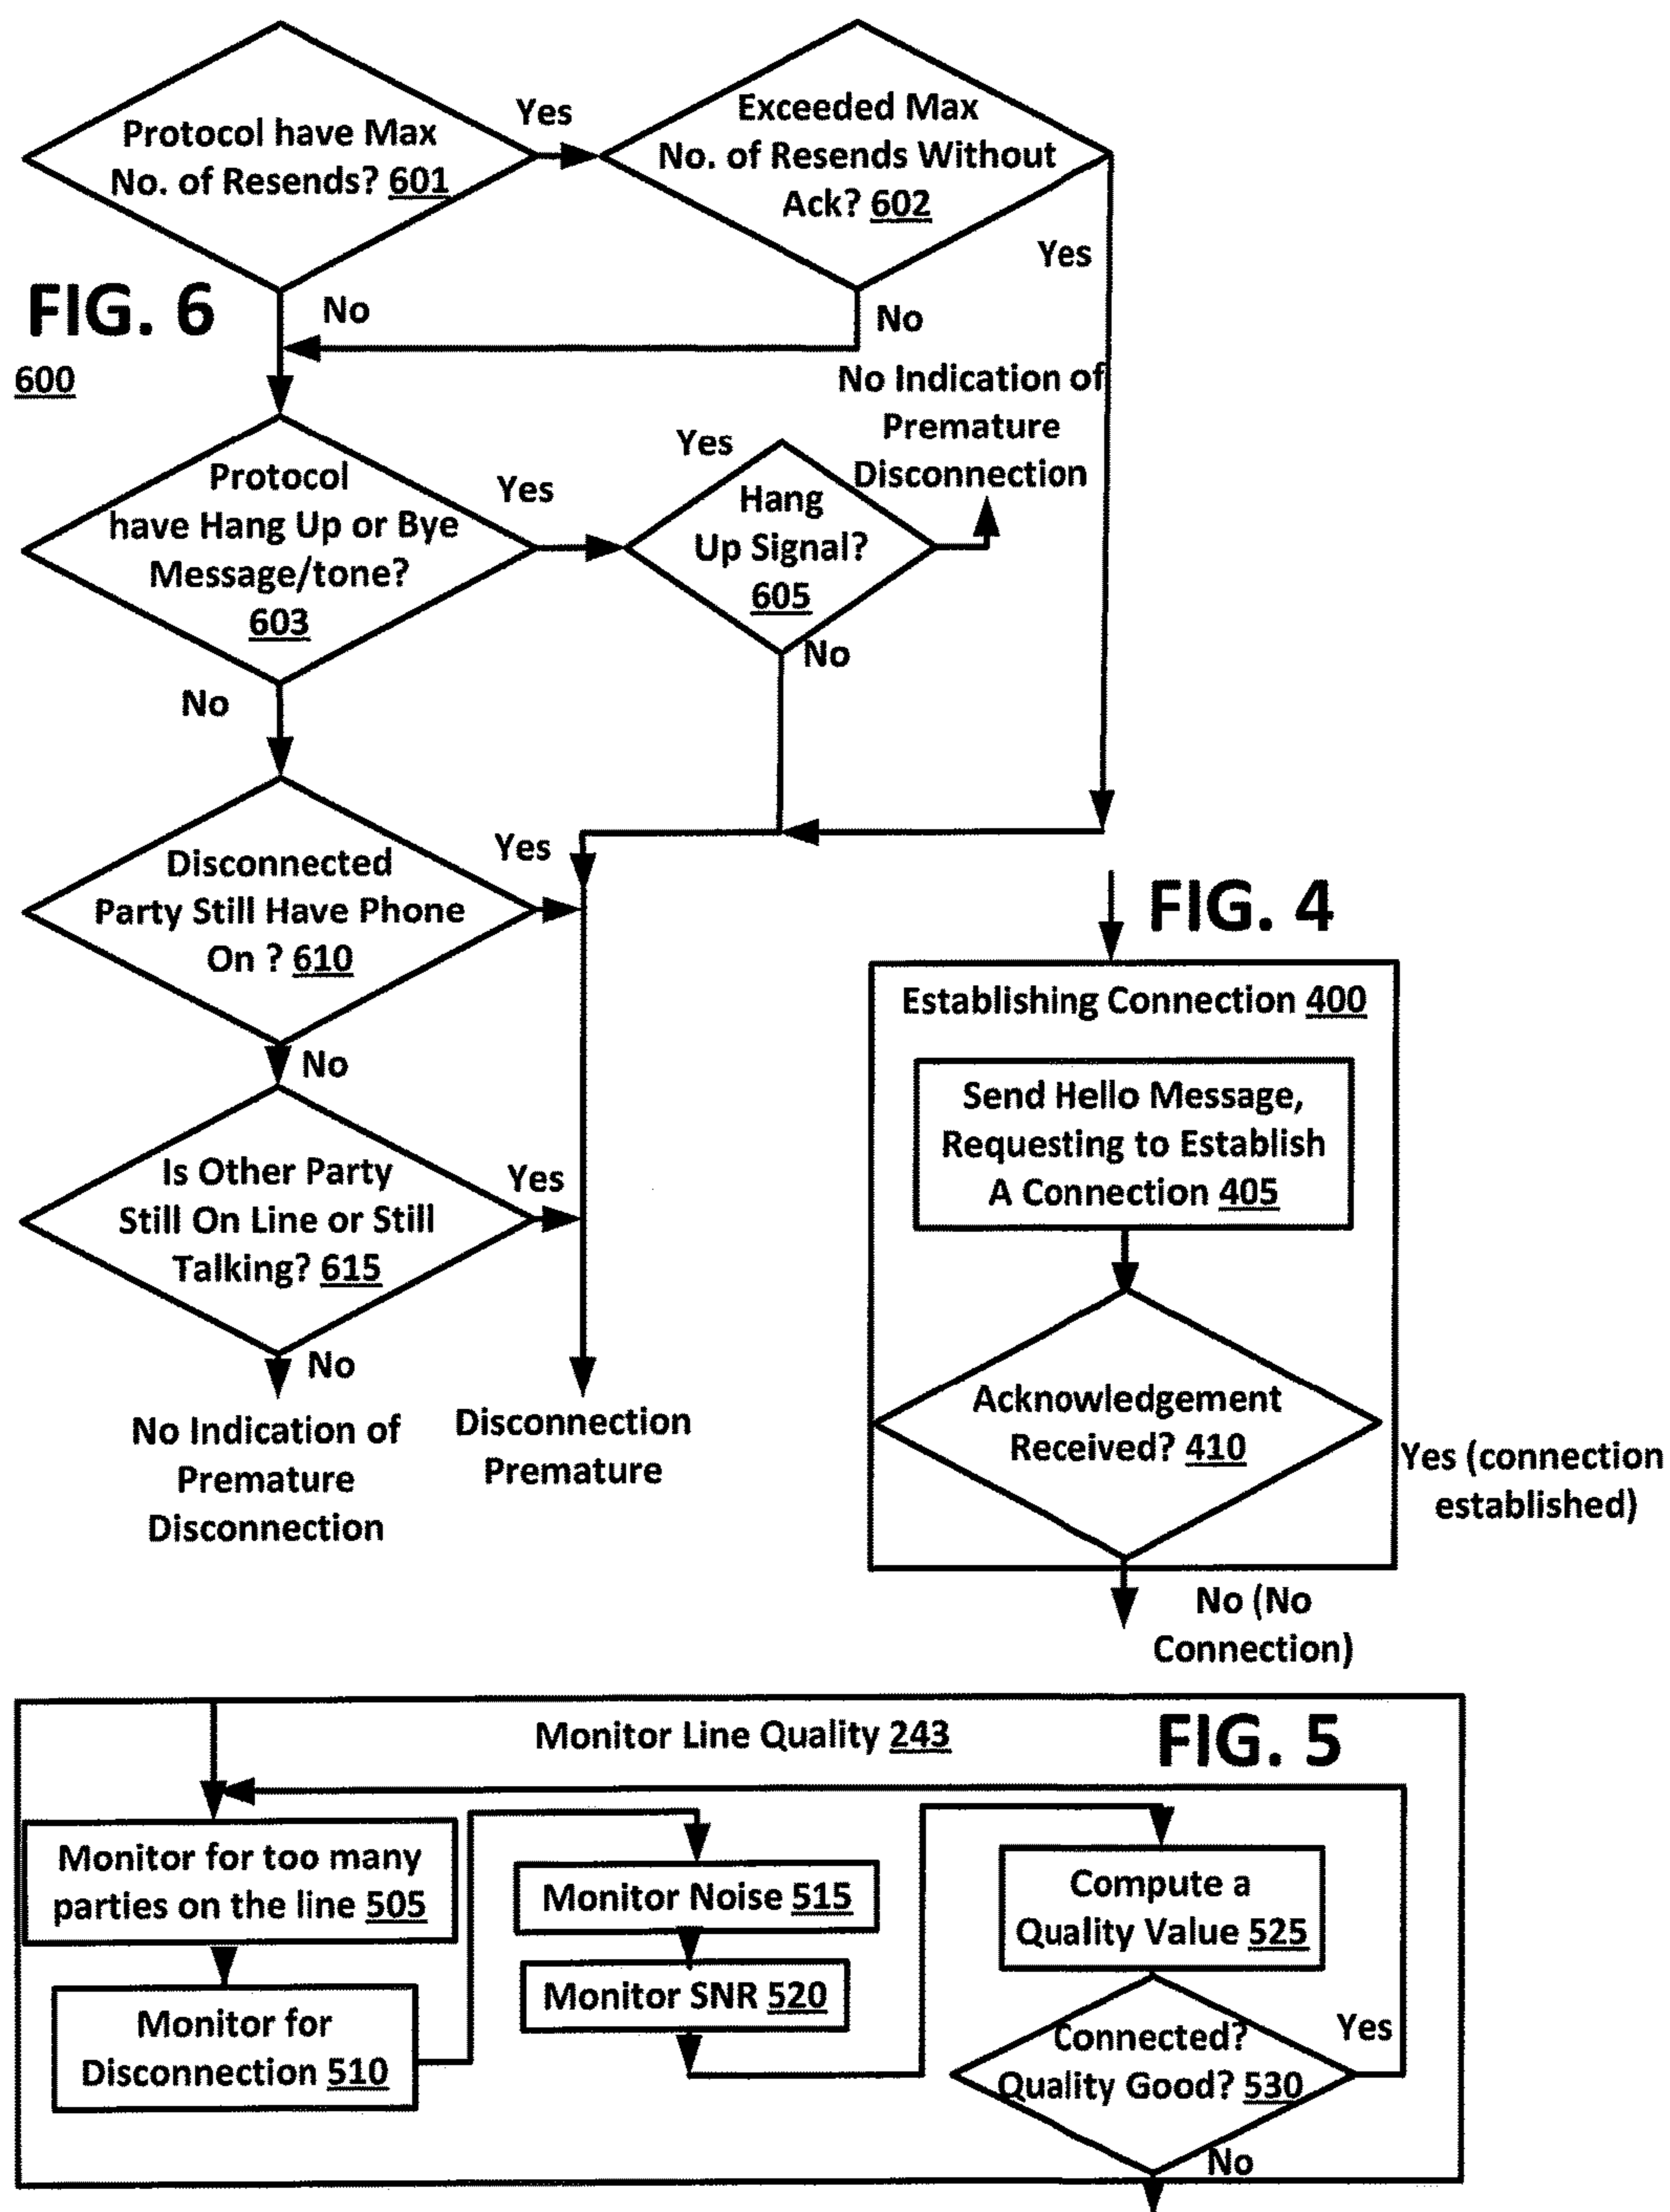 Protocol have Max
No. of Resends? 601
Yes
Exceeded Max
No. of Resends Without
Ack? 602
Yes
No
No
FIG. 6
600
No Indication of
Premature
Disconnection
Protocol
have Hang Up or Bye
Message/tone?
603
Yes
Yes
Hang
Up Signal?
605
No
No
Disconnected
Party Still Have Phone
On ? 610
Yes
No
Is Other Party
Still On Line or Still
Talking? 615
Yes
No
No Indication of
Premature
Disconnection
Disconnection
Premature
FIG. 4
Establishing Connection 400
Send Hello Message,
Requesting to Establish
A Connection 405
Acknowledgement
Received? 410
Yes (connection
established)
No (No
Connection)
Monitor Line Quality 243
FIG. 5
Monitor for too many
parties on the line 505
Monitor for
Disconnection 510
Monitor Noise 515
Monitor SNR 520
Compute a
Quality Value 525
Connected?
Quality Good? 530
Yes
No